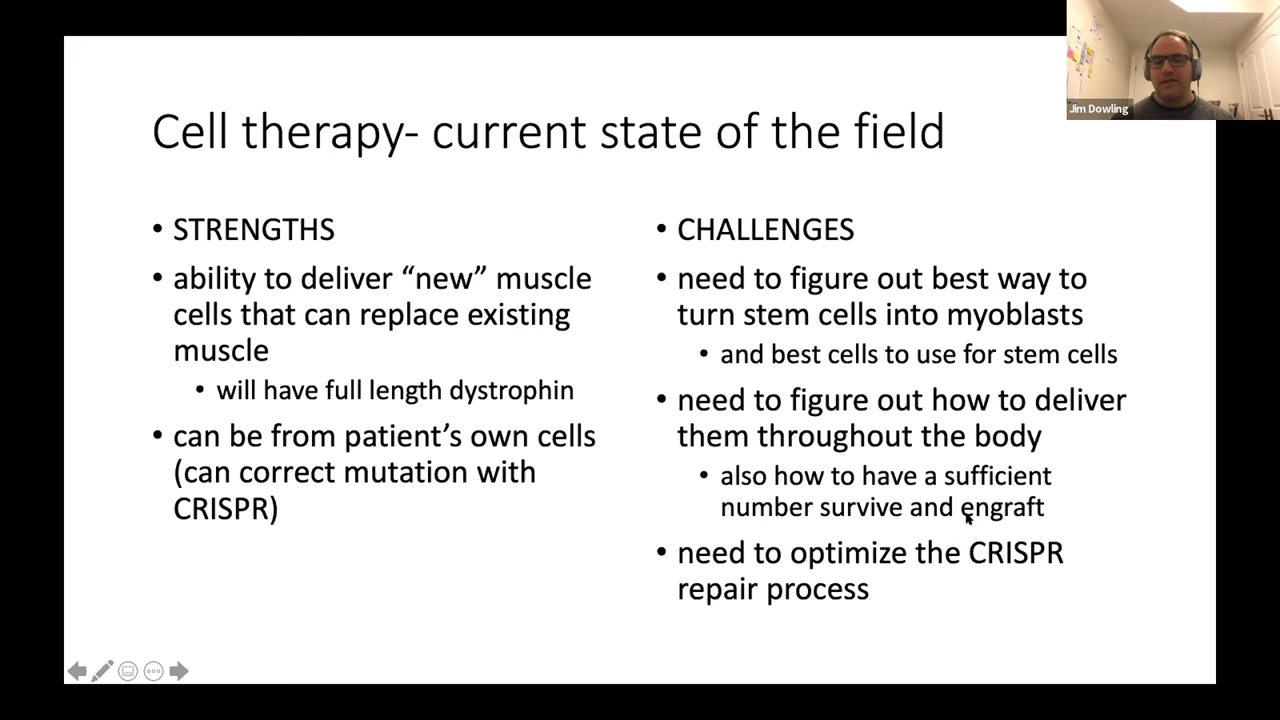 Jim Dowling
Cell therapy- current state of the field
• STRENGTHS
• ability to deliver “new” muscle
cells that can replace existing
muscle
• will have full length dystrophin
• can be from patient’s own cells
(can correct mutation with
CRISPR)
• CHALLENGES
• need to figure out best way to
turn stem cells into myoblasts
• and best cells to use for stem cells
• need to figure out how to deliver
them throughout the body
• also how to have a sufficient
number survive and engraft
• need to optimize the CRISPR
repair process